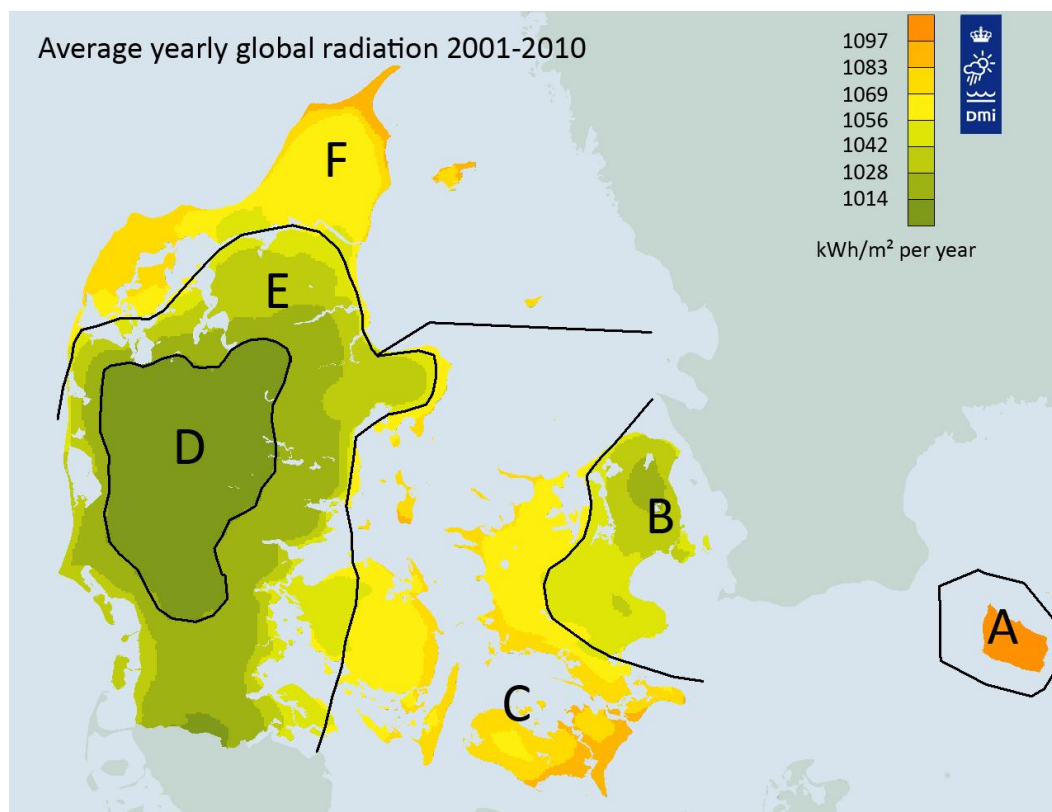 Average yearly global radiation 2001-2010
1097
1083
1069
1056
1042
1028
1014
kWh/m² per year
DMI
F
E
D
B
A
C